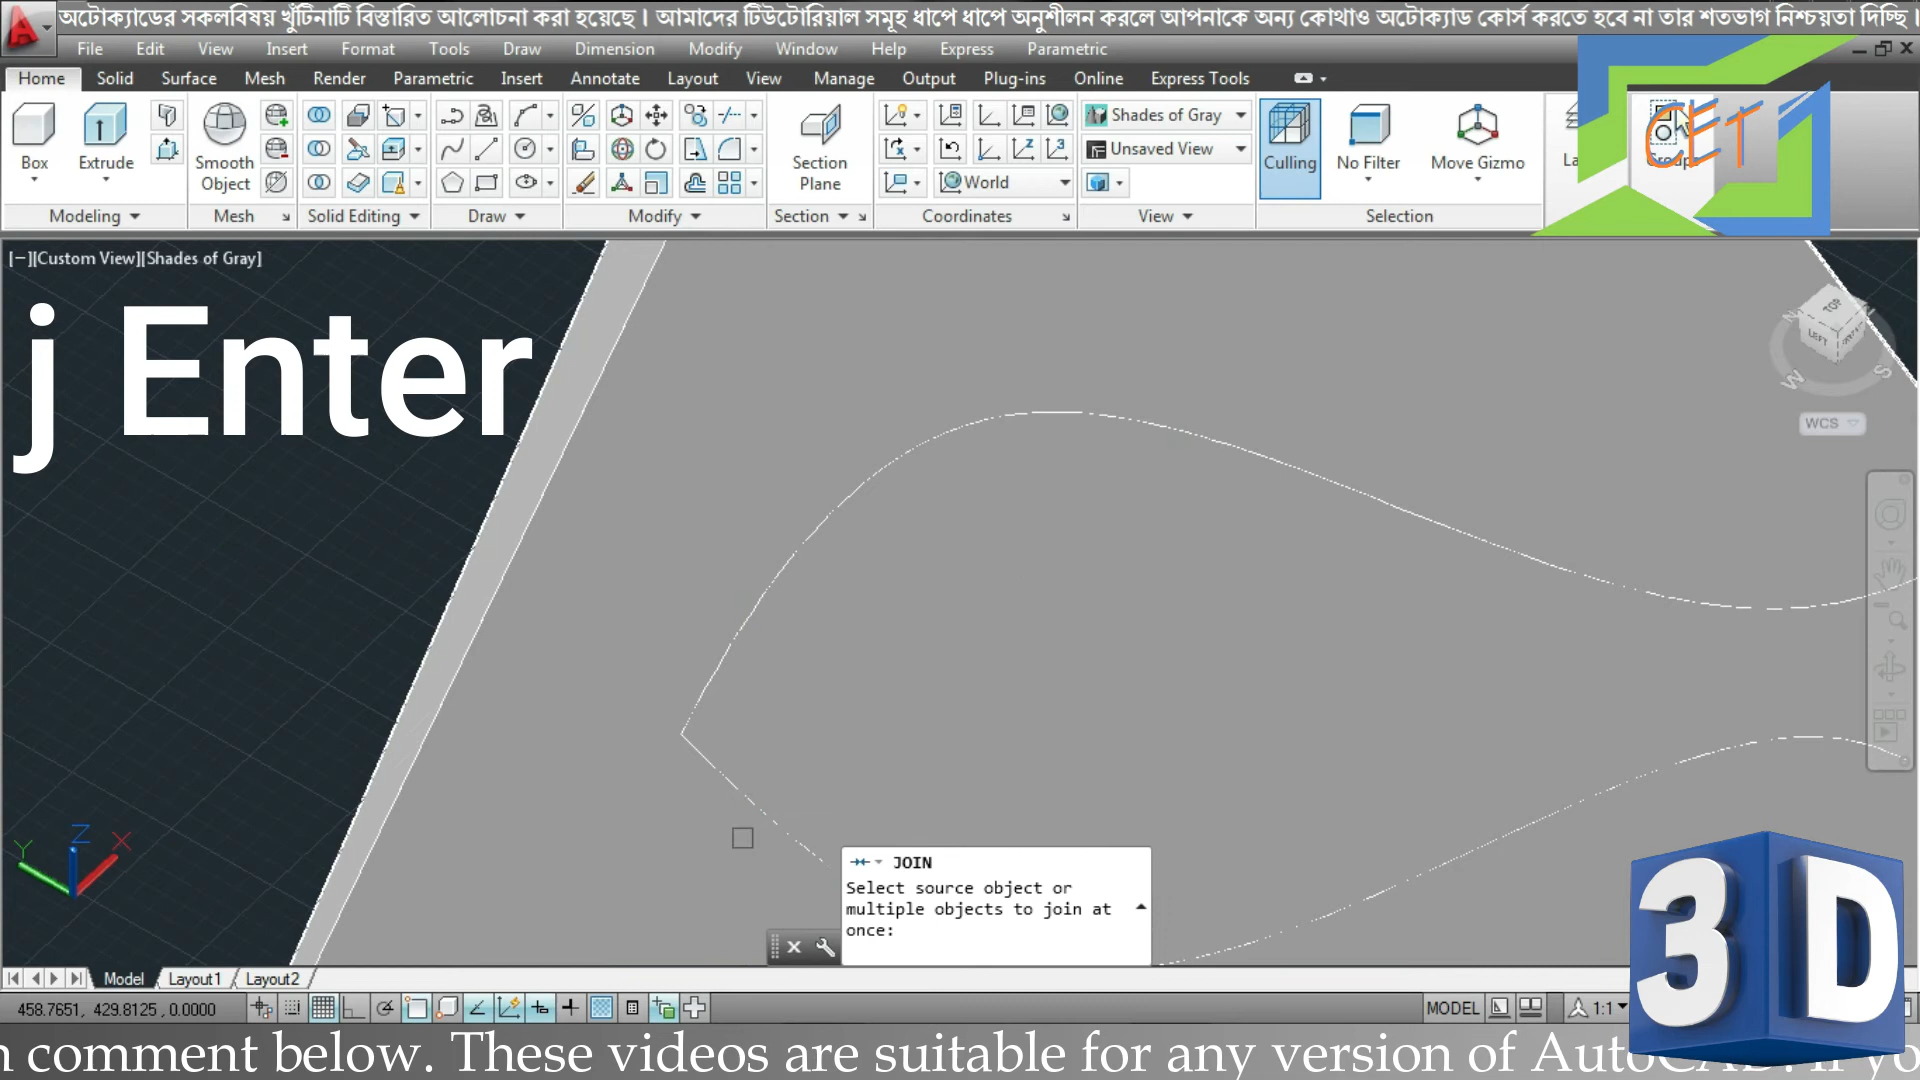 অটোক্যাডের সকলবিষয় খুঁটিনাটি বিস্তারিত আলোচনা করা হয়েছে। আমাদের টিউটোরিয়াল সমূহ ধাপে ধাপে অনুশীলন করলে আপনাকে অন্য কোথাও অটোক্যাড কোর্স করতে হবে না তার শতভাগ নিশ্চয়তা দিচ্ছি।
File Edit View Insert Format Tools Draw Dimension Modify Window Help Express Parametric
Home Solid Surface Mesh Render Parametric Insert Annotate Layout View Manage Output Plug-ins Online Express Tools
Shades of Gray
Unsaved View
World
Box Extrude Smooth Object Section Plane Culling No Filter Move Gizmo
CET
Modeling Mesh Solid Editing Draw Modify Section Coordinates View Selection
[−][Custom View][Shades of Gray]
j Enter
TOP
LEFT
N
W S
WCS
Z X
Y
JOIN
Select source object or
multiple objects to join at
once:
3D
Model Layout1 Layout2
458.7651, 429.8125, 0.0000 MODEL 1:1
comment below. These videos are suitable for any version of AutoCAD. If